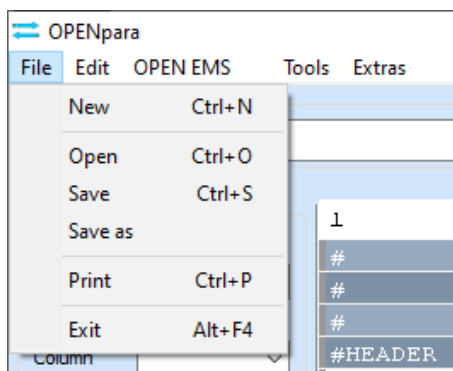 OPENpara
File Edit OPEN EMS Tools Extras
New Ctrl+N
Open Ctrl+O
Save Ctrl+S
Save as
Print Ctrl+P
Exit Alt+F4
1
#
#
#
#HEADER
Column